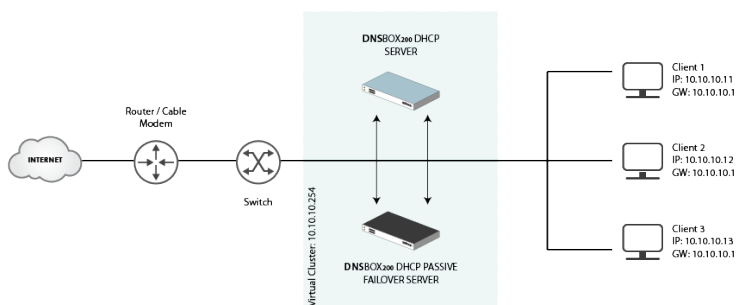 INTERNET
Router / Cable
Modem
Switch
Virtual Cluster: 10.10.10.254
DNSBOX200 DHCP
SERVER
DNSBOX200 DHCP PASSIVE
FAILOVER SERVER
Client 1
IP: 10.10.10.11
GW: 10.10.10.1
Client 2
IP: 10.10.10.12
GW: 10.10.10.1
Client 3
IP: 10.10.10.13
GW: 10.10.10.1